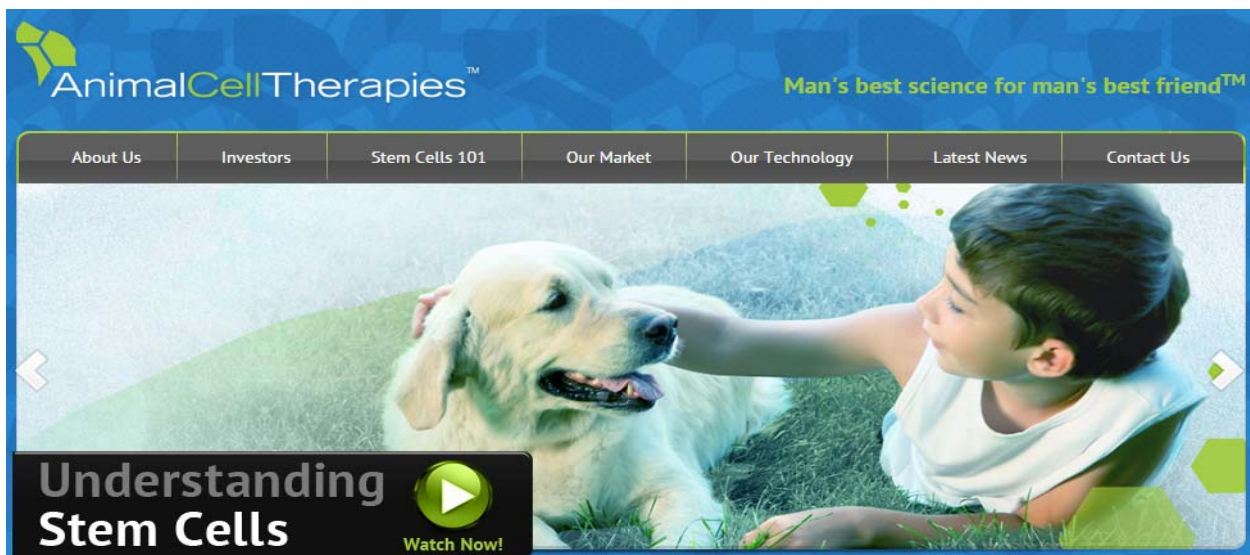 AnimalCellTherapies™
Man's best science for man's best friend™
About Us Investors Stem Cells 101 Our Market Our Technology Latest News Contact Us
Understanding
Stem Cells
Watch Now!